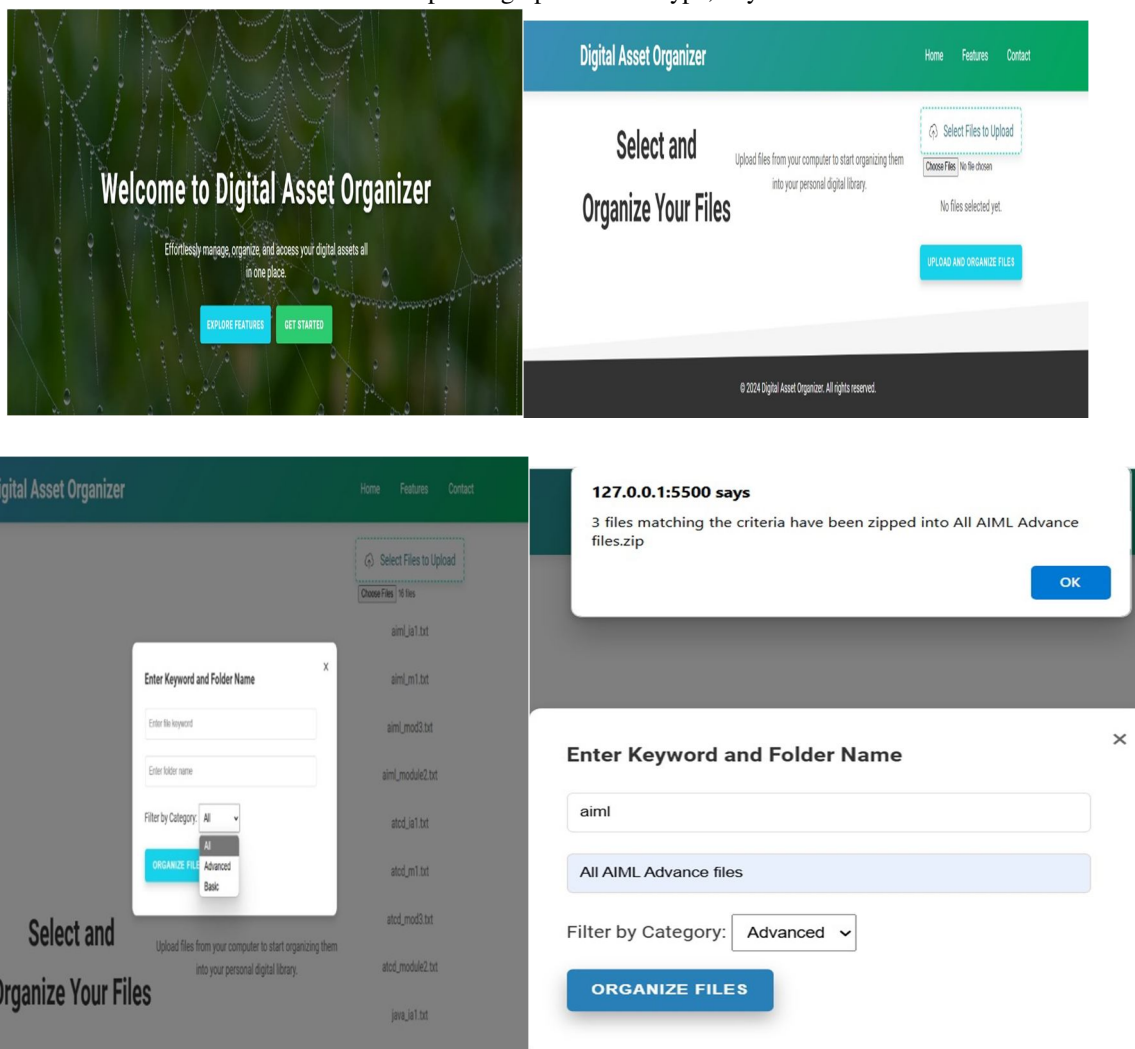 Welcome to Digital Asset Organizer
Effortlessly manage, organize, and access your digital assets all
in one place.
EXPLORE FEATURES
GET STARTED
Digital Asset Organizer
Home Features Contact
Select and
Organize Your Files
Upload files from your computer to start organizing them
into your personal digital library.
Select Files to Upload
Choose Files No file chosen
No files selected yet.
UPLOAD AND ORGANIZE FILES
© 2024 Digital Asset Organizer. All rights reserved.
igital Asset Organizer
Home Features Contact
Select Files to Upload
Choose Files 16 files
aiml_ia1.txt
aiml_m1.txt
aiml_mod3.txt
aiml_module2.txt
atcd_ia1.txt
atcd_m1.txt
atcd_mod3.txt
atcd_module2.txt
java_ia1.txt
X
Enter Keyword and Folder Name
Enter file keyword
Enter folder name
Filter by Category: All
All
Advanced
Basic
ORGANIZE FILE
Select and
Organize Your Files
Upload files from your computer to start organizing them
into your personal digital library.
127.0.0.1:5500 says
3 files matching the criteria have been zipped into All AIML Advance
files.zip
OK
×
Enter Keyword and Folder Name
aiml
All AIML Advance files
Filter by Category: Advanced
ORGANIZE FILES